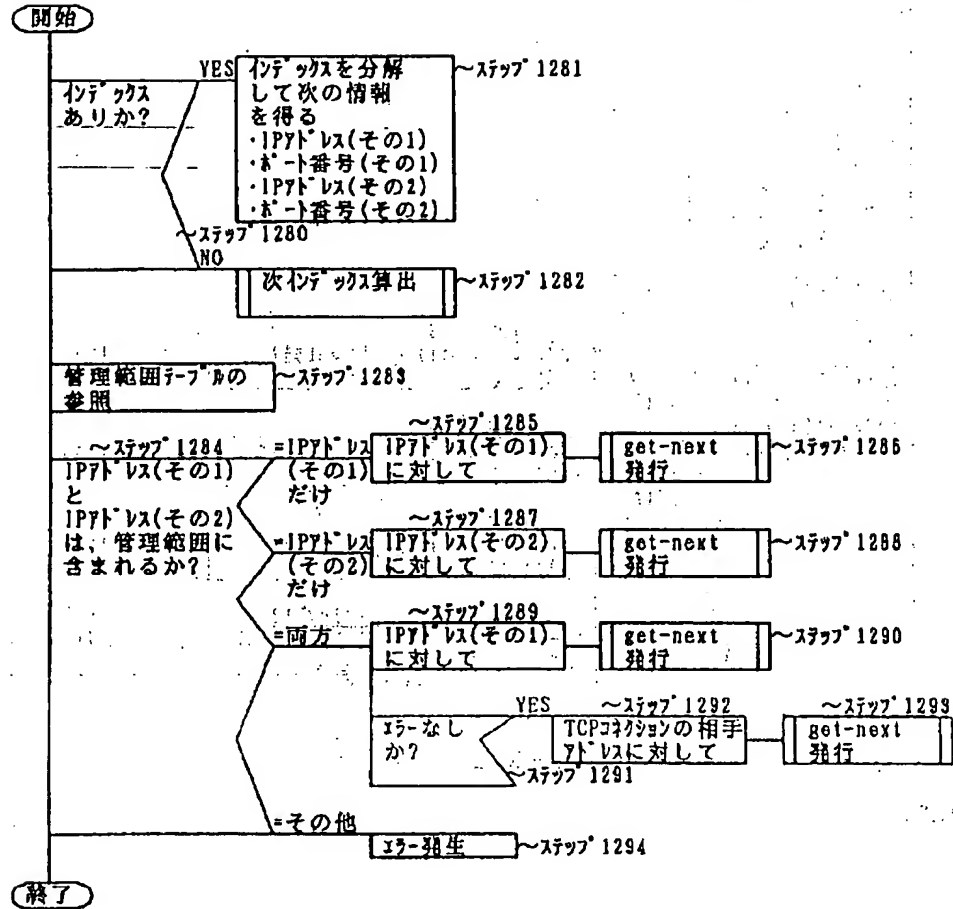 開始
YES
インデックスを分解
して次の情報
を得る
・IPアドレス(その1)
・ポート番号(その1)
・IPアドレス(その2)
・ポート番号(その2)
～ステップ1281
インデックス
ありか?
～ステップ1280
NO
次インデックス算出
～ステップ1282
管理範囲テーブルの
参照
～ステップ1283
～ステップ1284
IPアドレス(その1)
と
IPアドレス(その2)
は、管理範囲に
含まれるか?
=IPアドレス
(その1)
だけ
～ステップ1285
IPアドレス(その1)
に対して
get-next
発行
～ステップ1286
=IPアドレス
(その2)
だけ
～ステップ1287
IPアドレス(その2)
に対して
get-next
発行
～ステップ1288
=両方
～ステップ1289
IPアドレス(その1)
に対して
get-next
発行
～ステップ1290
エラーなし
か?
YES
～ステップ1291
～ステップ1292
TCPコネクションの相手
アドレスに対して
～ステップ1293
get-next
発行
=その他
エラー発生
～ステップ1294
終了